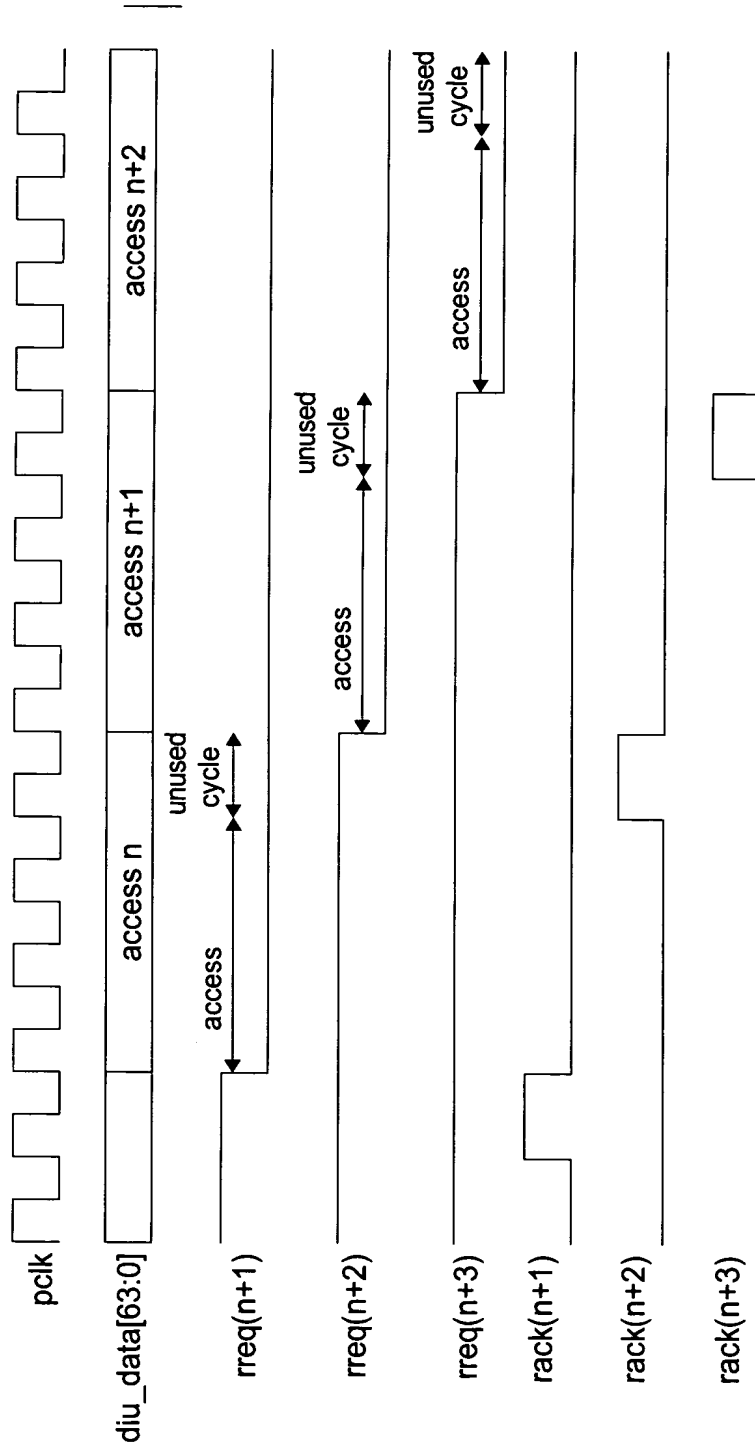 pclk
diu_data[63:0]
access n
access n+1
access n+2
rreq(n+1)
access
unused
cycle
rreq(n+2)
access
unused
cycle
rreq(n+3)
access
unused
cycle
rack(n+1)
rack(n+2)
rack(n+3)